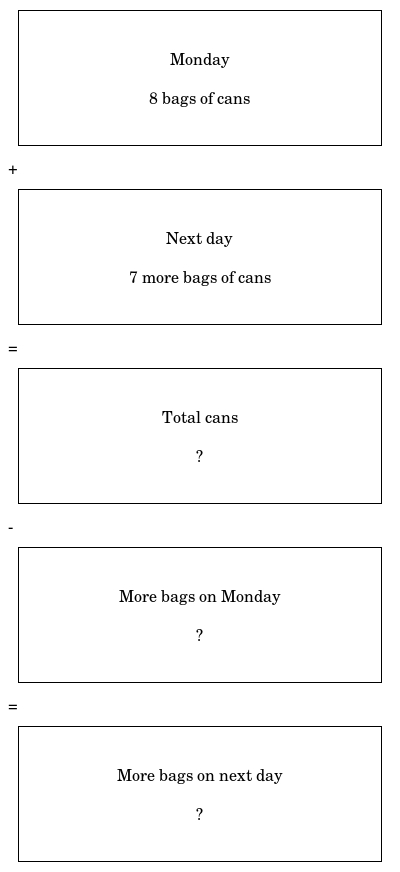 Monday
8 bags of cans
+
Next day
7 more bags of cans
=
Total cans
?
-
More bags on Monday
?
=
More bags on next day
?